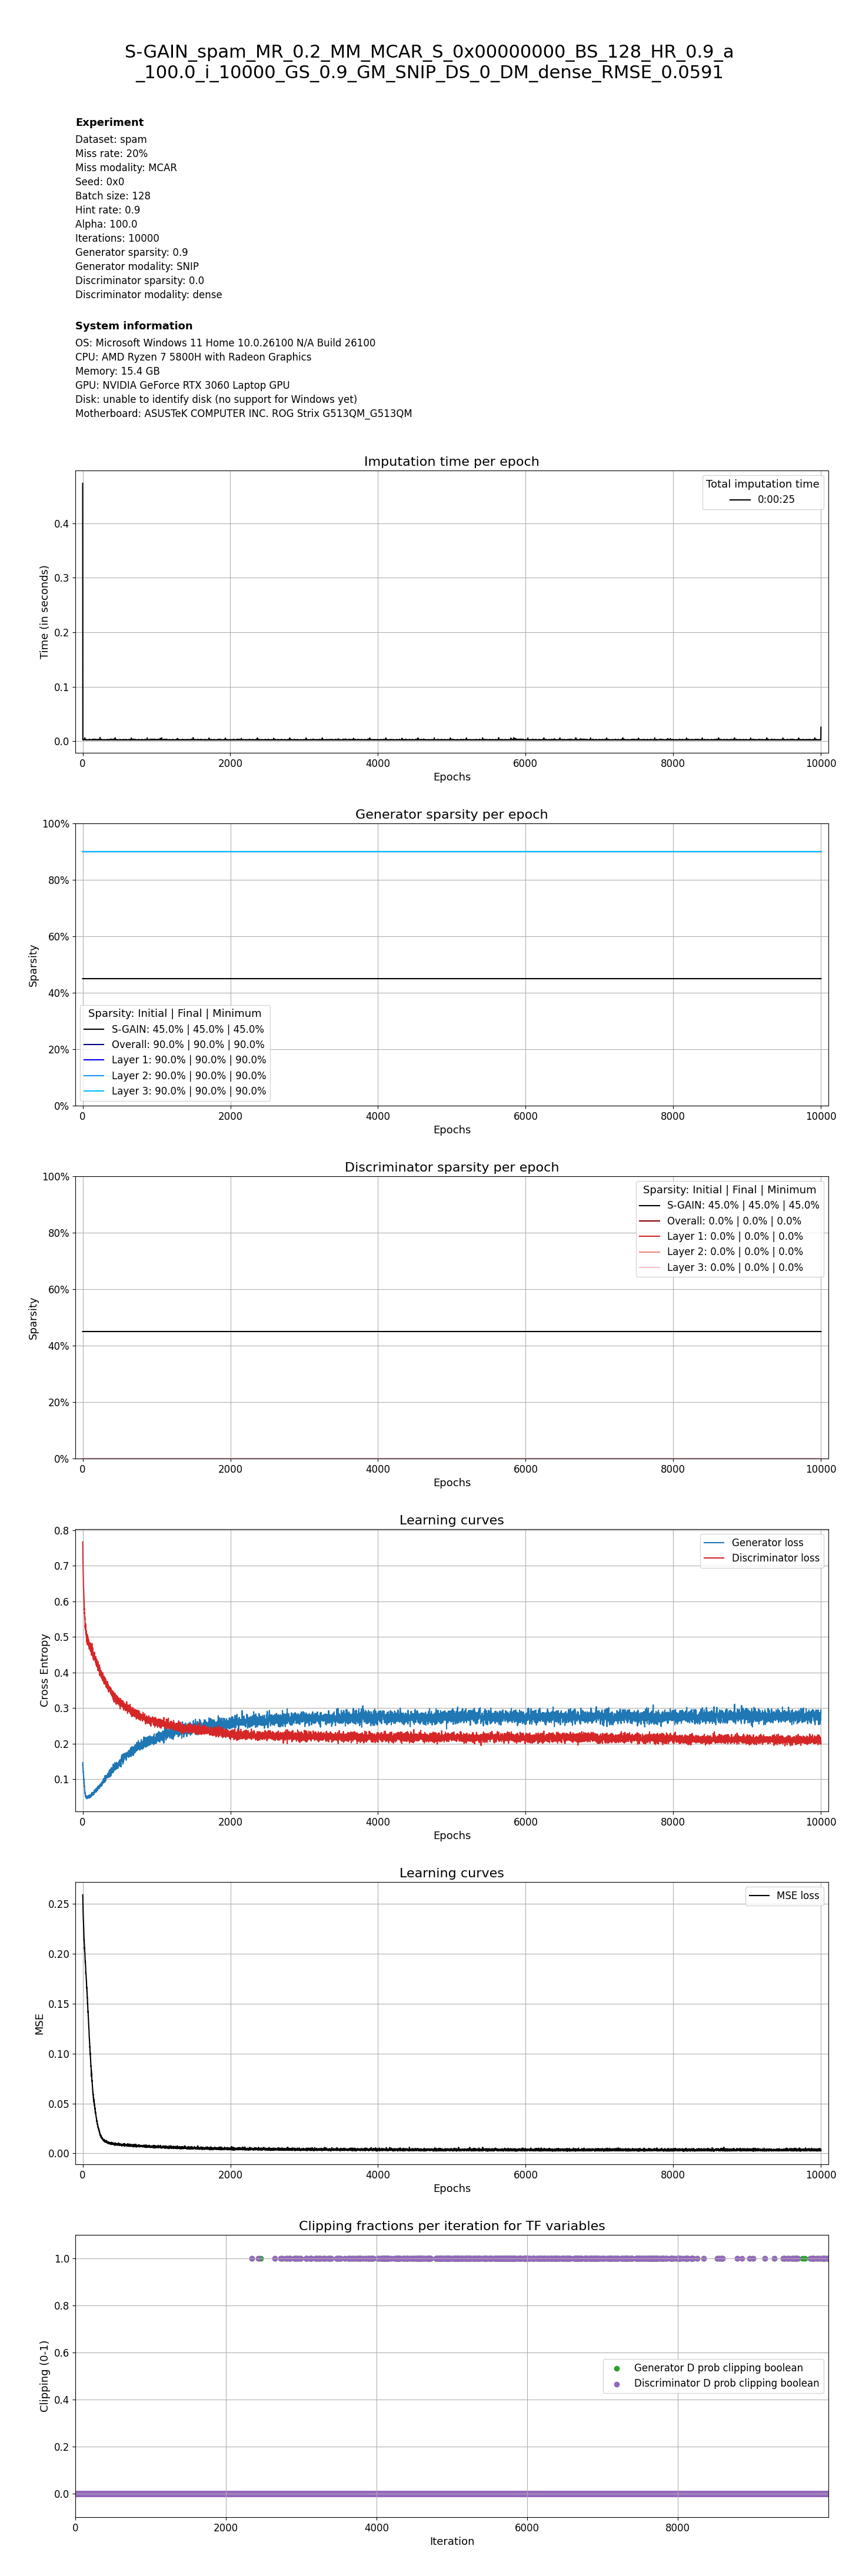 S-GAIN_spam_MR_0.2_MM_MCAR_S_0x00000000_BS_128_HR_0.9_a
_100.0_i_10000_GS_0.9_GM_SNIP_DS_0_DM_dense_RMSE_0.0591
Experiment
Dataset: spam
Miss rate: 20%
Miss modality: MCAR
Seed: 0x0
Batch size: 128
Hint rate: 0.9
Alpha: 100.0
Iterations: 10000
Generator sparsity: 0.9
Generator modality: SNIP
Discriminator sparsity: 0.0
Discriminator modality: dense
System information
OS: Microsoft Windows 11 Home 10.0.26100 N/A Build 26100
CPU: AMD Ryzen 7 5800H with Radeon Graphics
Memory: 15.4 GB
GPU: NVIDIA GeForce RTX 3060 Laptop GPU
Disk: unable to identify disk (no support for Windows yet)
Motherboard: ASUSTeK COMPUTER INC. ROG Strix G513QM_G513QM
Imputation time per epoch
Total imputation time
0:00:25
0.4
0.3
0.2
0.1
0.0
Time (in seconds)
0 2000 4000 6000 8000 10000
Epochs
Generator sparsity per epoch
100%
80%
60%
40%
20%
0%
Sparsity
Sparsity: Initial | Final | Minimum
S-GAIN: 45.0% | 45.0% | 45.0%
Overall: 90.0% | 90.0% | 90.0%
Layer 1: 90.0% | 90.0% | 90.0%
Layer 2: 90.0% | 90.0% | 90.0%
Layer 3: 90.0% | 90.0% | 90.0%
0 2000 4000 6000 8000 10000
Epochs
Discriminator sparsity per epoch
100%
80%
60%
40%
20%
0%
Sparsity
Sparsity: Initial | Final | Minimum
S-GAIN: 45.0% | 45.0% | 45.0%
Overall: 0.0% | 0.0% | 0.0%
Layer 1: 0.0% | 0.0% | 0.0%
Layer 2: 0.0% | 0.0% | 0.0%
Layer 3: 0.0% | 0.0% | 0.0%
0 2000 4000 6000 8000 10000
Epochs
Learning curves
0.8
0.7
0.6
0.5
0.4
0.3
0.2
0.1
Cross Entropy
Generator loss
Discriminator loss
0 2000 4000 6000 8000 10000
Epochs
Learning curves
MSE loss
0.25
0.20
0.15
0.10
0.05
0.00
MSE
0 2000 4000 6000 8000 10000
Epochs
Clipping fractions per iteration for TF variables
1.0
0.8
0.6
0.4
0.2
0.0
Clipping (0-1)
Generator D prob clipping boolean
Discriminator D prob clipping boolean
0 2000 4000 6000 8000
Iteration